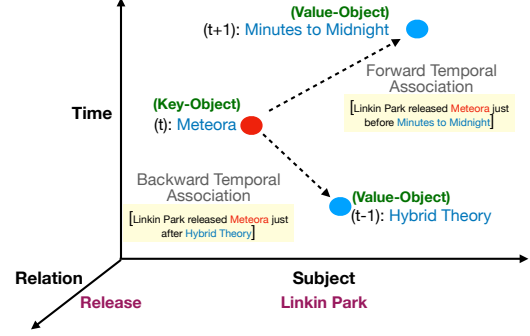 (Value-Object)
(t+1): Minutes to Midnight
Forward Temporal
Association
[Linkin Park released Meteora just
before Minutes to Midnight]
Time
(Key-Object)
(t): Meteora
Backward Temporal
Association
[Linkin Park released Meteora just
after Hybrid Theory]
(Value-Object)
(t-1): Hybrid Theory
Relation
Release
Subject
Linkin Park